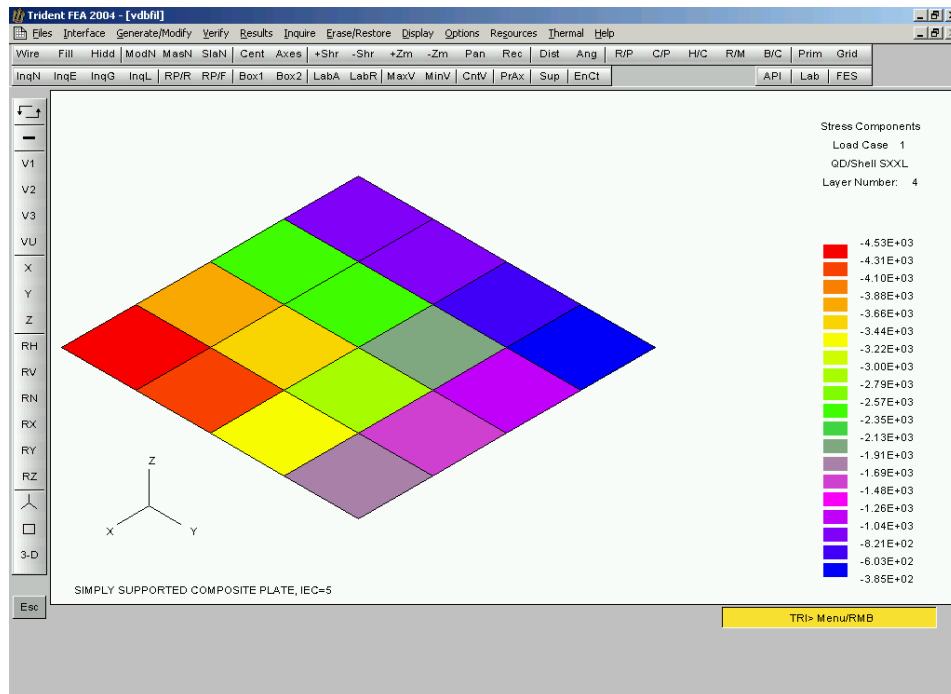 Trident FEA 2004 - [vdbfil]
Files Interface Generate/Modify Verify Results Inquire Erase/Restore Display Options Resources Thermal Help
Wire Fill Hidd ModN MasN SlaN Cent Axes +Shr -Shr +Zm -Zm Pan Rec Dist Ang R/P C/P H/C R/M B/C Prim Grid
InqN InqE InqG InqL RP/R RP/F Box1 Box2 LabA LabR MaxV MinV CntV PrAx Sup EnCt API Lab FES
V1
V2
V3
VU
X
Y
Z
RH
RV
RN
RX
RY
RZ
3-D
Esc
Stress Components
Load Case 1
QD/Shell SXXL
Layer Number: 4
-4.53E+03
-4.31E+03
-4.10E+03
-3.88E+03
-3.66E+03
-3.44E+03
-3.22E+03
-3.00E+03
-2.79E+03
-2.57E+03
-2.35E+03
-2.13E+03
-1.91E+03
-1.69E+03
-1.48E+03
-1.26E+03
-1.04E+03
-8.21E+02
-6.03E+02
-3.85E+02
Z
X Y
SIMPLY SUPPORTED COMPOSITE PLATE, IEC=5
TRI> Menu/RMB